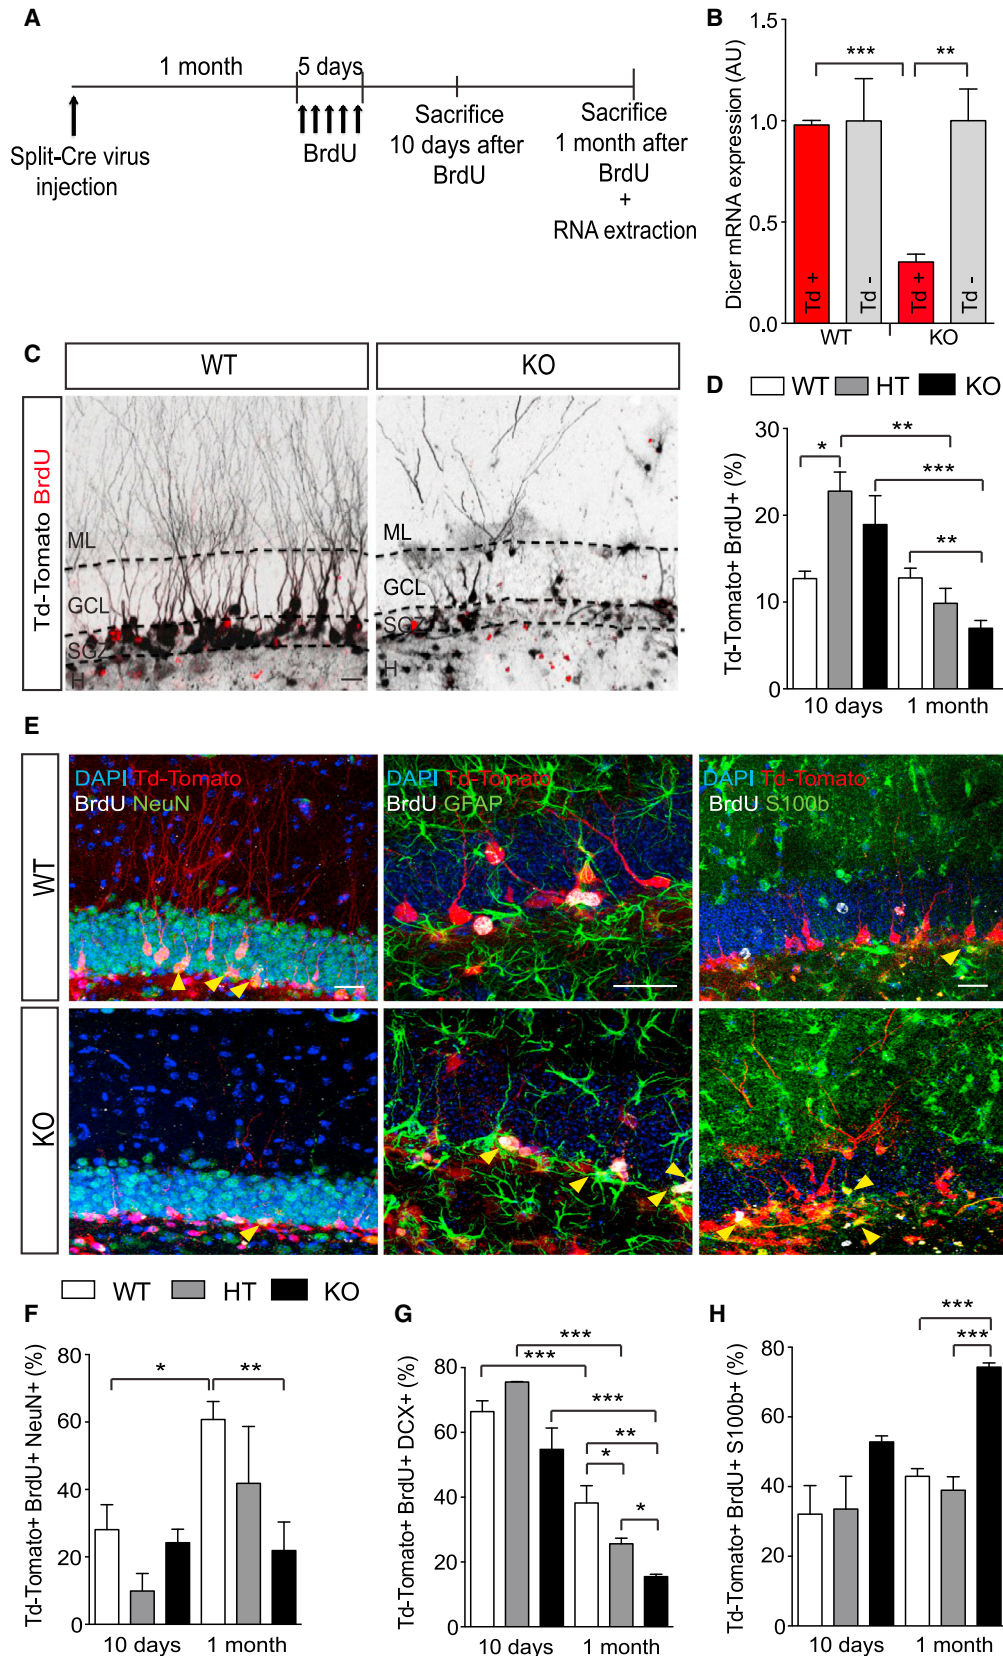 A
1 month
5 days
Split-Cre virus
injection
BrdU
Sacrifice
10 days after
BrdU
Sacrifice
1 month after
BrdU
+
RNA extraction
B
Dicer mRNA expression (AU)
1.5
1.0
0.5
0.0
***
**
Td +
Td -
Td +
Td -
WT
KO
C
WT
KO
Td-Tomato BrdU
ML
GCL
SGZ
H
ML
GCL
SGZ
H
D
WT
HT
KO
Td-Tomato+ BrdU+ (%)
30
20
10
0
*
**
***
**
10 days
1 month
E
WT
KO
DAPI Td-Tomato
BrdU NeuN
DAPI Td-Tomato
BrdU GFAP
DAPI Td-Tomato
BrdU S100b
WT
HT
KO
F
Td-Tomato+ BrdU+ NeuN+ (%)
80
60
40
20
0
*
**
10 days
1 month
G
Td-Tomato+ BrdU+ DCX+ (%)
80
60
40
20
0
***
***
***
**
*
*
10 days
1 month
H
Td-Tomato+ BrdU+ S100b+ (%)
80
60
40
20
0
***
***
10 days
1 month